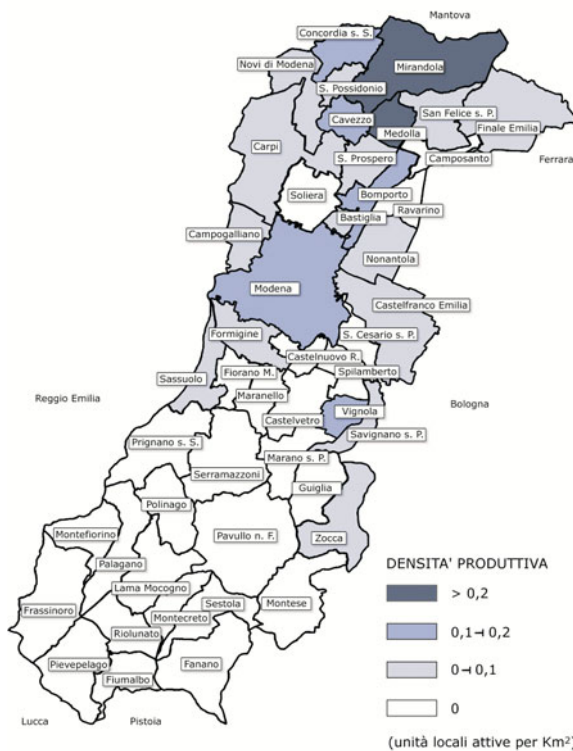 Mantova
Concordia s. S.
Novi di Modena
Mirandola
S. Possidonio
San Felice s. P.
Cavezzo
Medolla
Finale Emilia
Carpi
S. Prospero
Camposanto
Ferrara
Soliera
Bomporto
Ravarino
Bastiglia
Campogalliano
Nonantola
Modena
Castelfranco Emilia
Formigine
S. Cesario s. P.
Castelnuovo R.
Fiorano M.
Spilamberto
Sassuolo
Maranello
Reggio Emilia
Vignola
Bologna
Castelvetro
Savignano s. P.
Prignano s. S.
Marano s. P.
Serramazzoni
Guiglia
Polinago
Montefiorino
Pavullo n. F.
Zocca
Palagano
DENSITA' PRODUTTIVA
Lama Mocogno
> 0,2
Frassinoro
Sestola
Montese
Montecreto
Riolunato
0,1⊣0,2
Pievepelago
Fanano
0⊣0,1
Fiumalbo
0
Lucca
Pistoia
(unità locali attive per Km²)